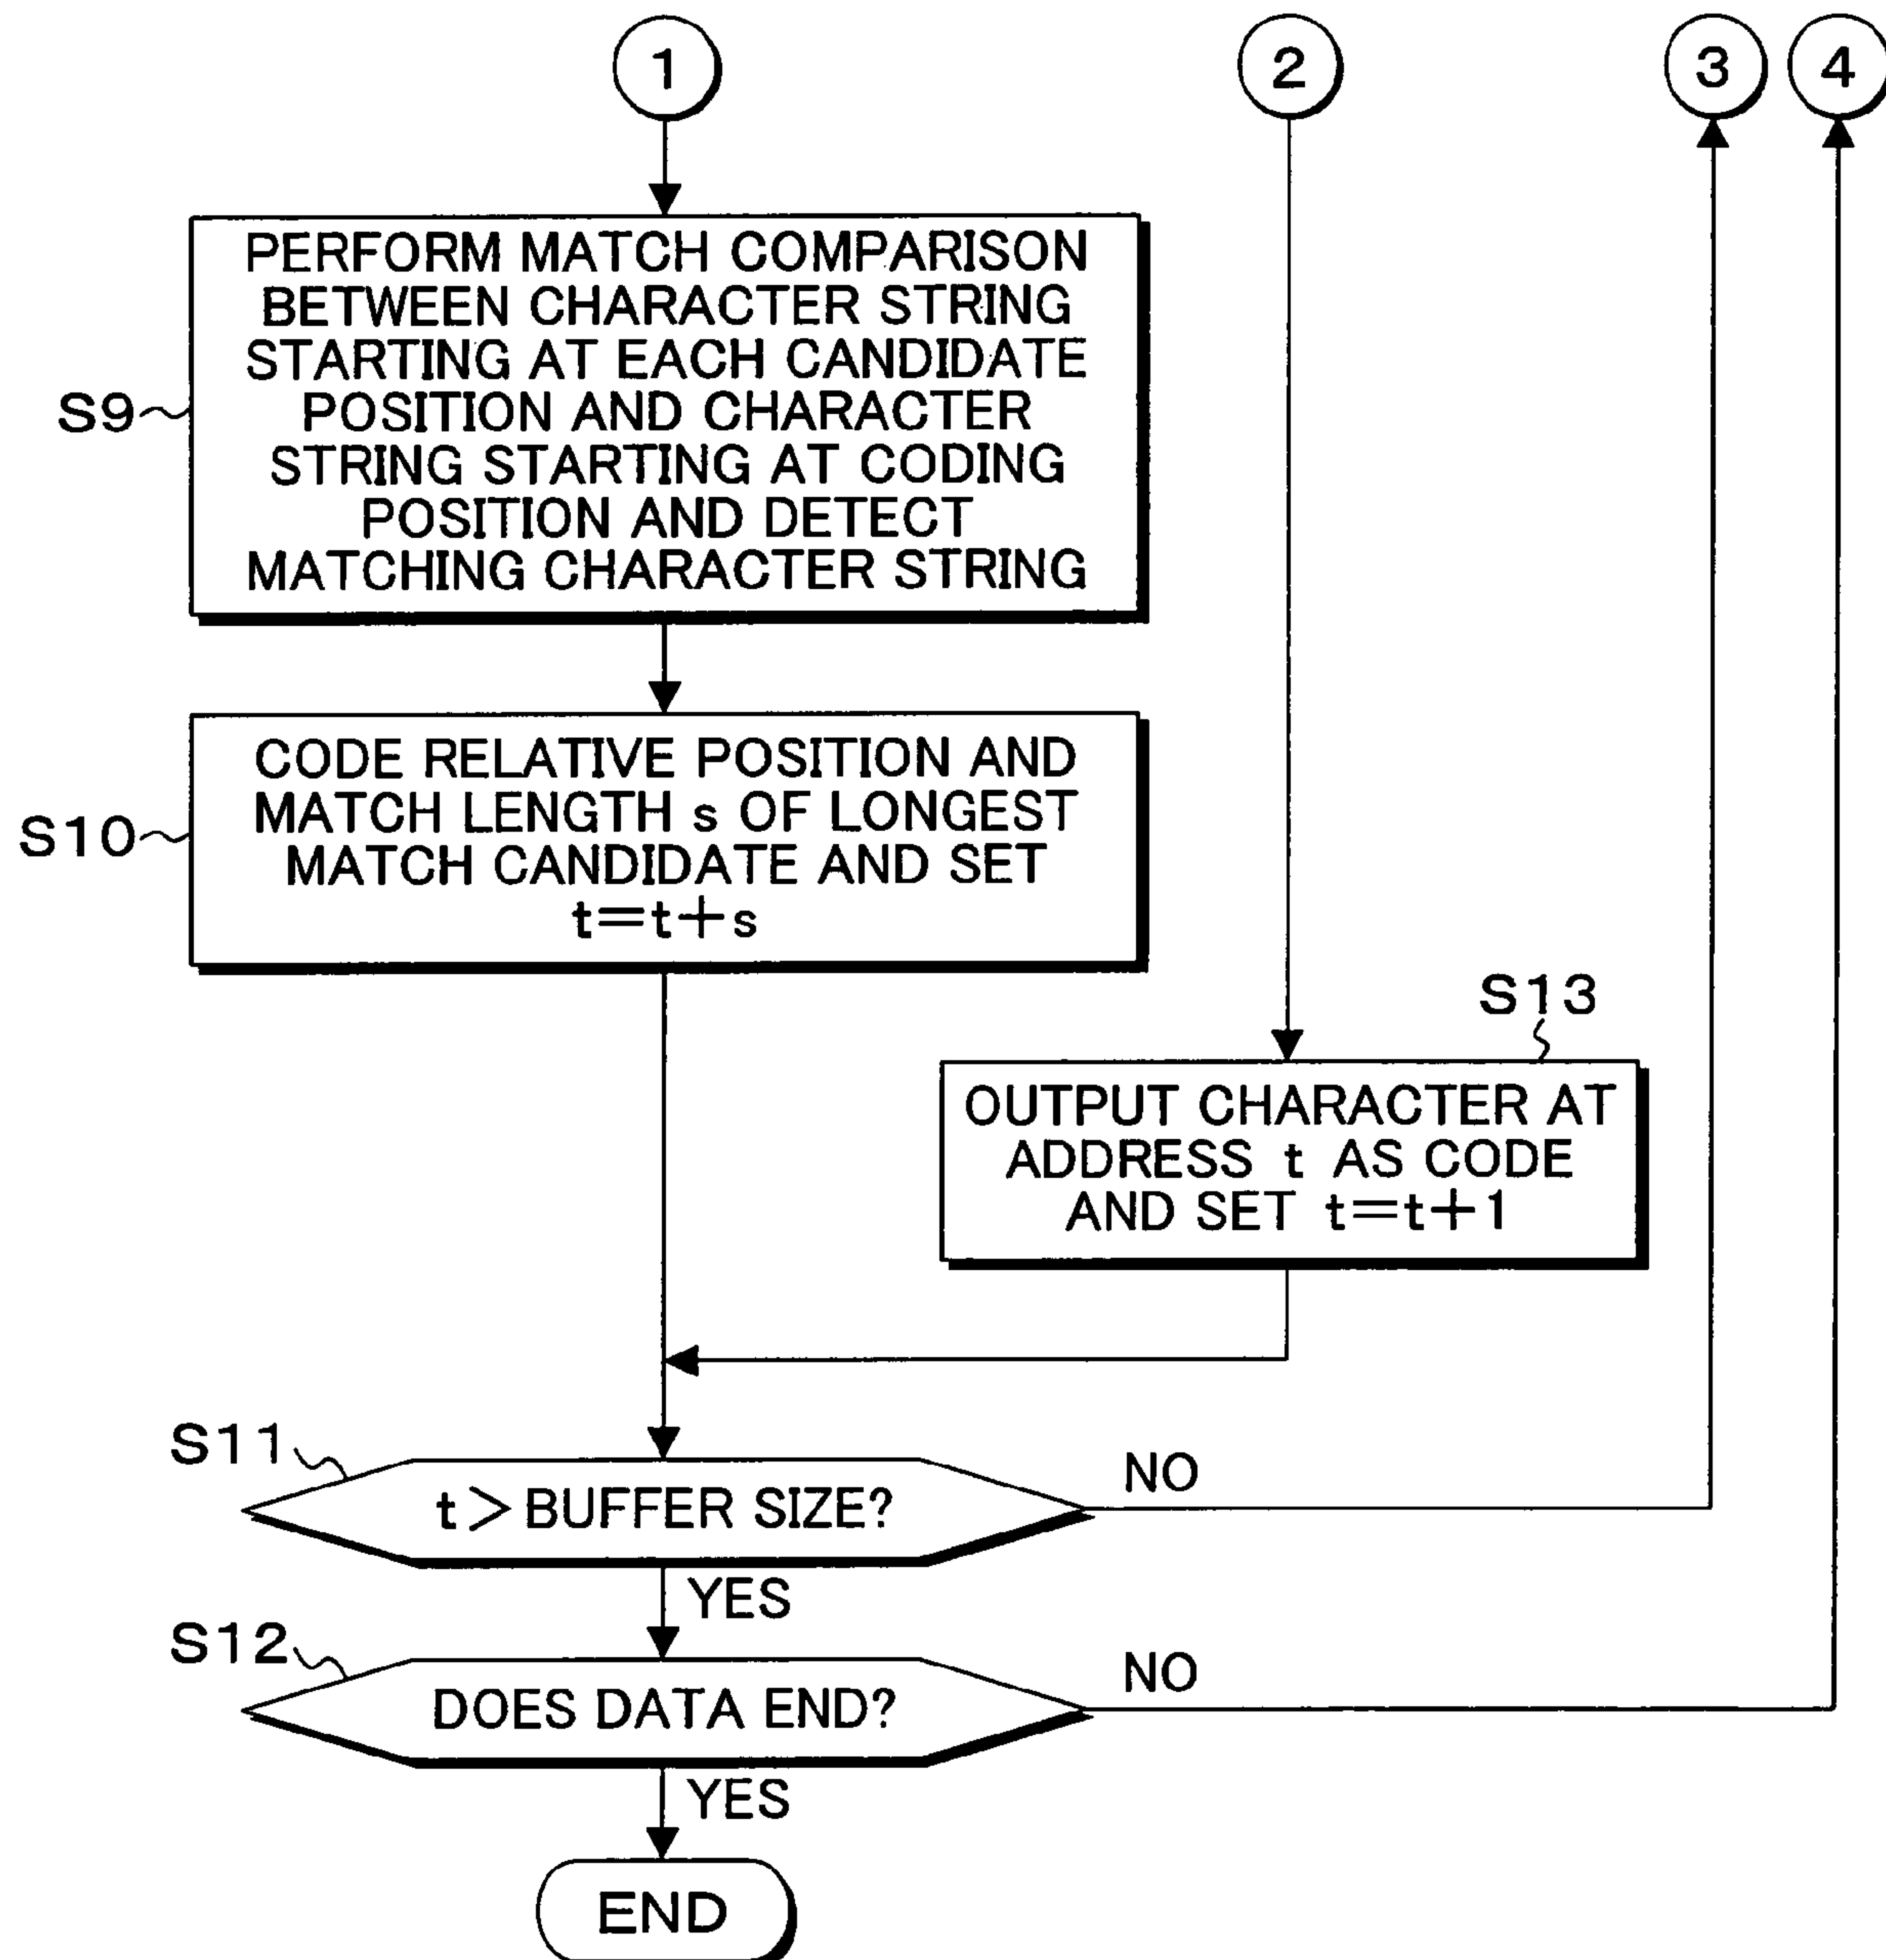 1
2
3
4
PERFORM MATCH COMPARISON
BETWEEN CHARACTER STRING
STARTING AT EACH CANDIDATE
POSITION AND CHARACTER
STRING STARTING AT CODING
POSITION AND DETECT
MATCHING CHARACTER STRING
S9
CODE RELATIVE POSITION AND
MATCH LENGTH s OF LONGEST
MATCH CANDIDATE AND SET
t=t+s
S10
S13
OUTPUT CHARACTER AT
ADDRESS t AS CODE
AND SET t=t+1
S11
t>BUFFER SIZE?
NO
YES
S12
DOES DATA END?
NO
YES
END